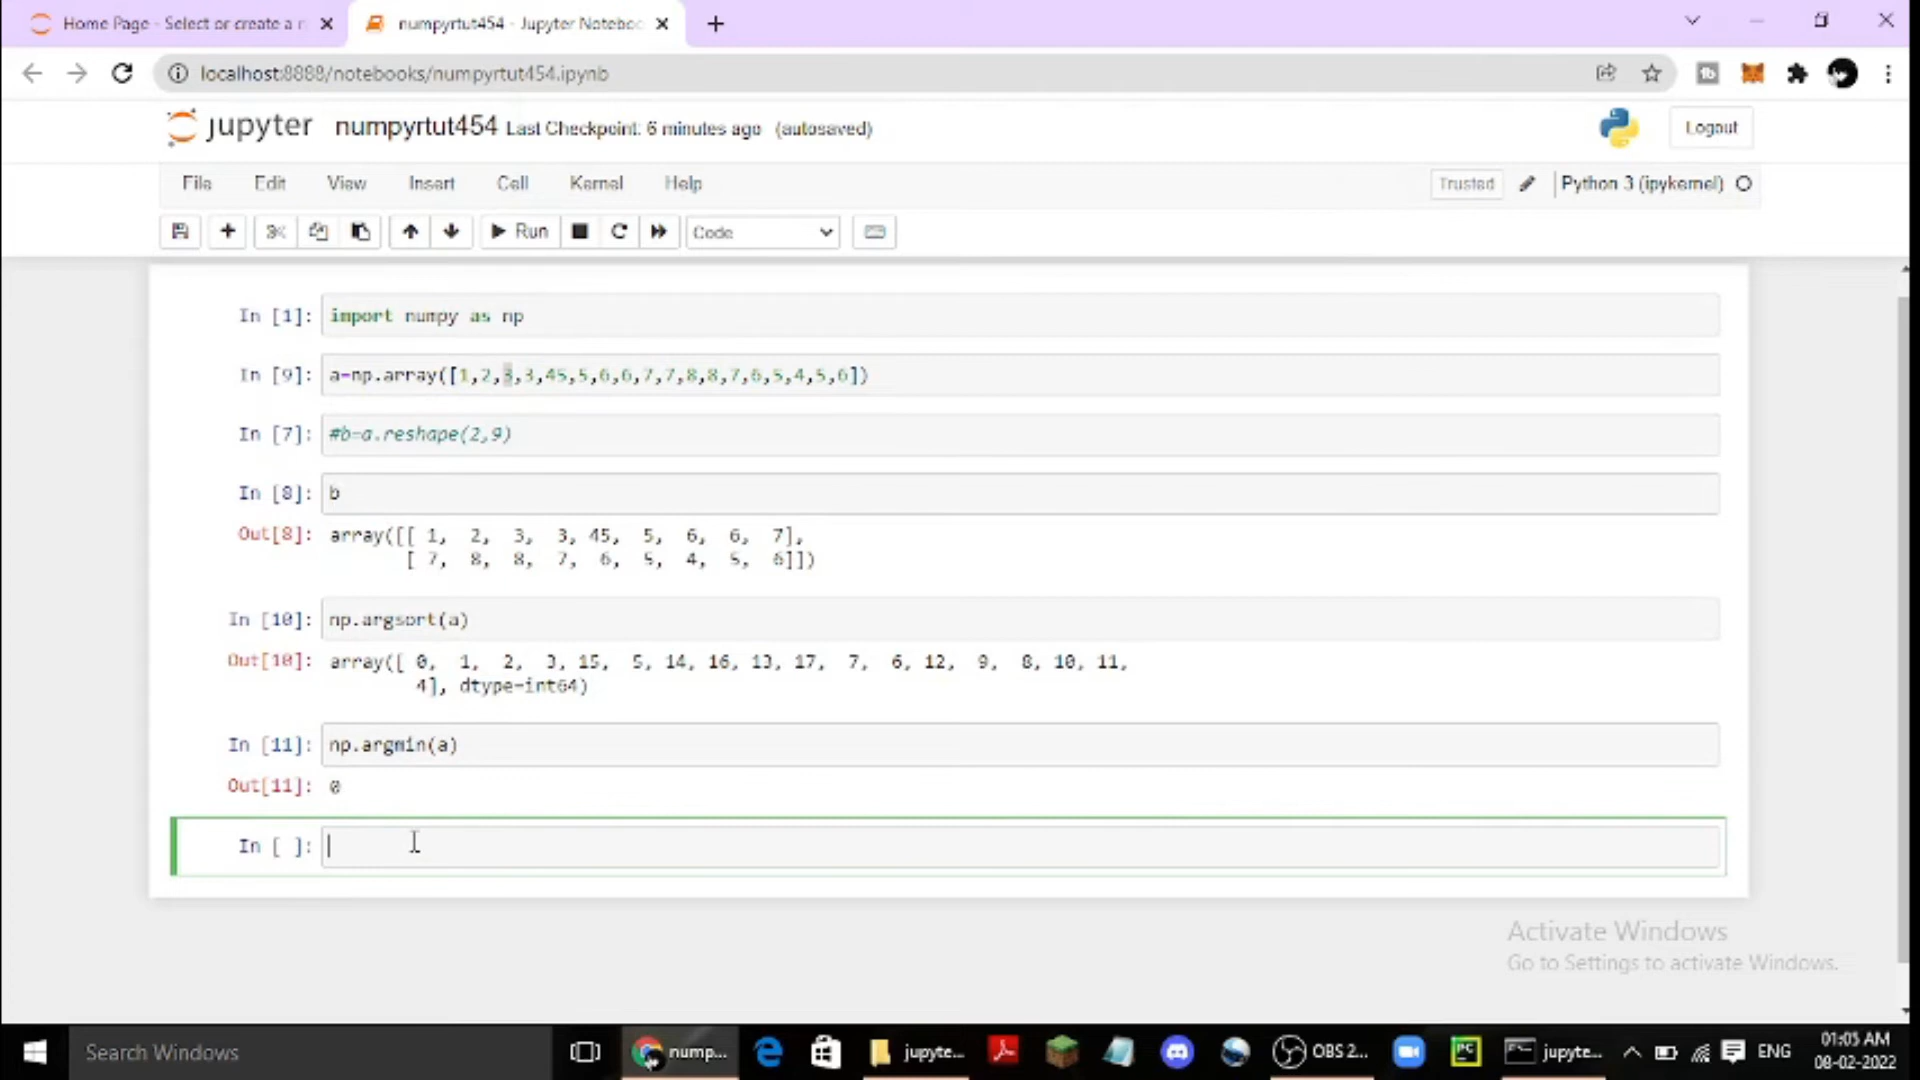 Home Page - Select or create a n
numpyrtut454 - Jupyter Noteboo
localhost:8888/notebooks/numpyrtut454.ipynb
jupyter numpyrtut454 Last Checkpoint: 6 minutes ago (autosaved)
Logout
File Edit View Insert Cell Kernel Help
Trusted Python 3 (ipykernel)
Run Code
In [1]: import numpy as np
In [9]: a=np.array([1,2,3,3,45,5,6,6,7,7,8,8,7,6,5,4,5,6])
In [7]: #b=a.reshape(2,9)
In [8]: b
Out[8]: array([[ 1, 2, 3, 3, 45, 5, 6, 6, 7],
[ 7, 8, 8, 7, 6, 5, 4, 5, 6]])
In [10]: np.argsort(a)
Out[10]: array([ 0, 1, 2, 3, 15, 5, 14, 16, 13, 17, 7, 6, 12, 9, 8, 10, 11,
4], dtype=int64)
In [11]: np.argmin(a)
Out[11]: 0
In [ ]:
Activate Windows
Go to Settings to activate Windows.
Search Windows
nump...
jupyte...
OBS 2...
PC
jupyte...
ENG
01:05 AM
08-02-2022